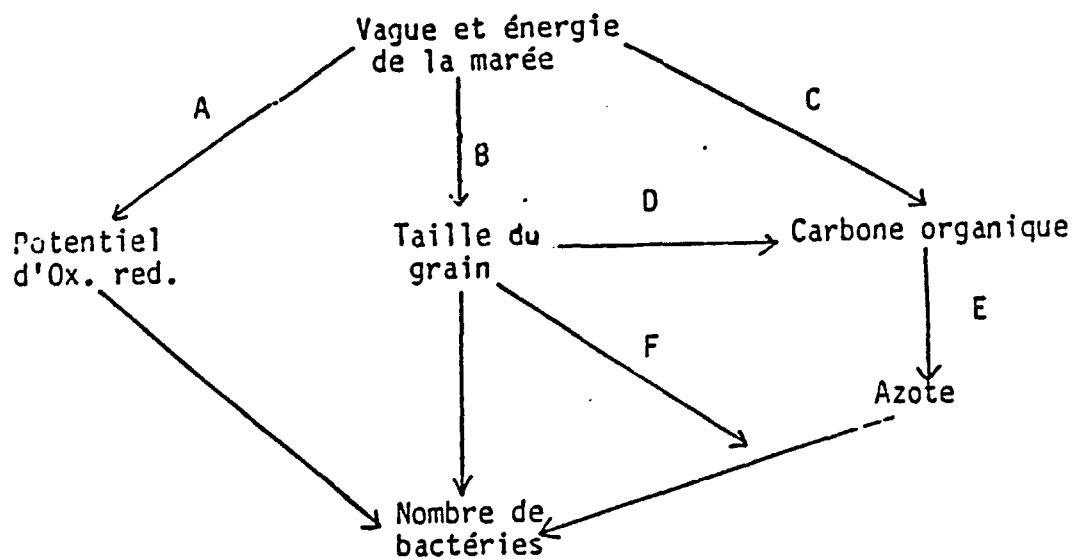 Vague et énergie
de la marée
A
C
B
D
Potentiel
d'Ox. red.
Taille du
grain
Carbone organique
E
F
Azote
Nombre de
bactéries